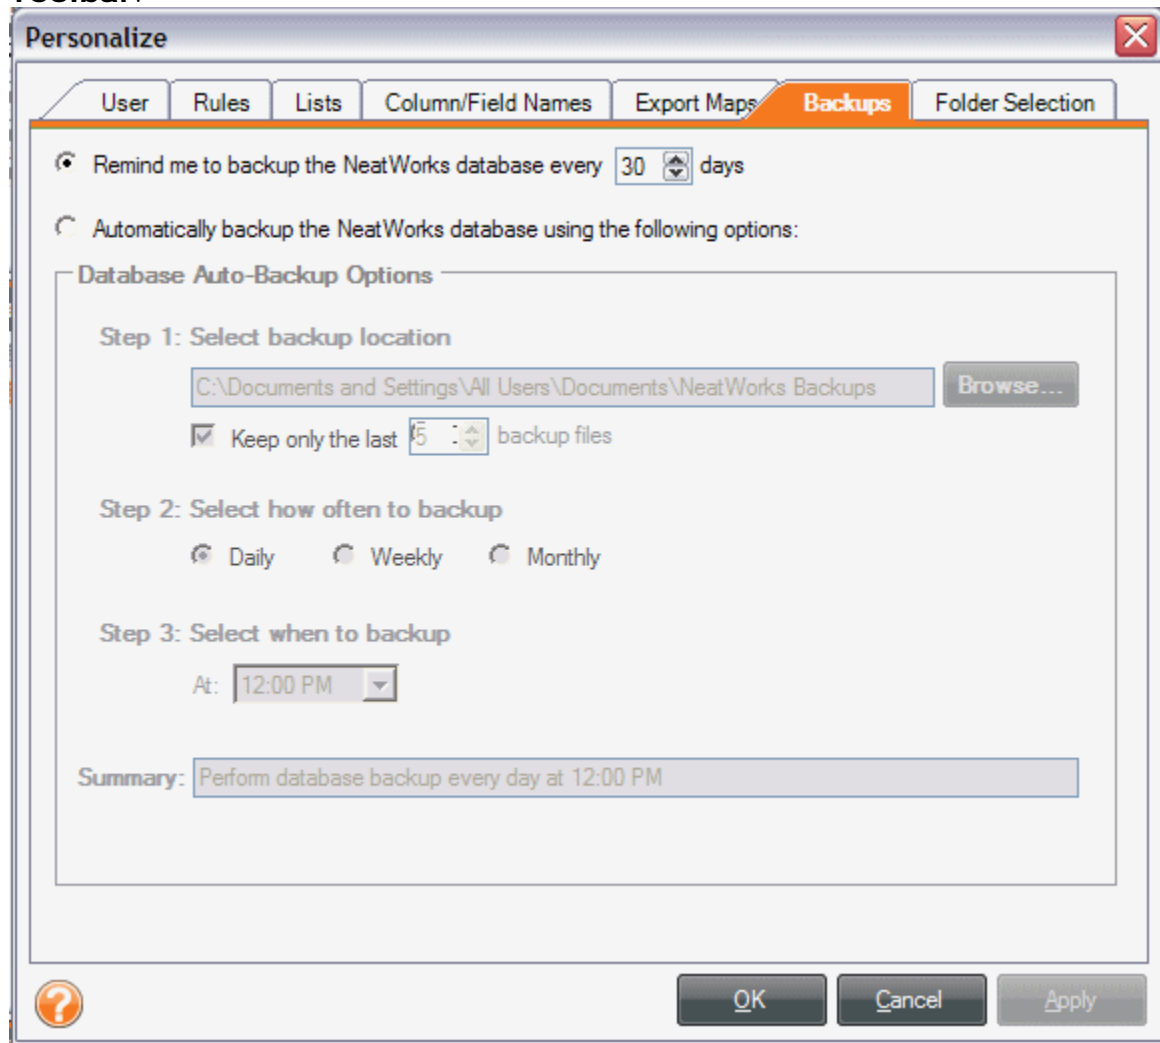 Personalize
User Rules Lists Column/Field Names Export Maps Backups Folder Selection
Remind me to backup the NeatWorks database every 30 days
Automatically backup the NeatWorks database using the following options:
Database Auto-Backup Options
Step 1: Select backup location
C:\Documents and Settings\All Users\Documents\NeatWorks Backups Browse...
Keep only the last 5 backup files
Step 2: Select how often to backup
Daily Weekly Monthly
Step 3: Select when to backup
At: 12:00 PM
Summary: Perform database backup every day at 12:00 PM
? OK Cancel Apply